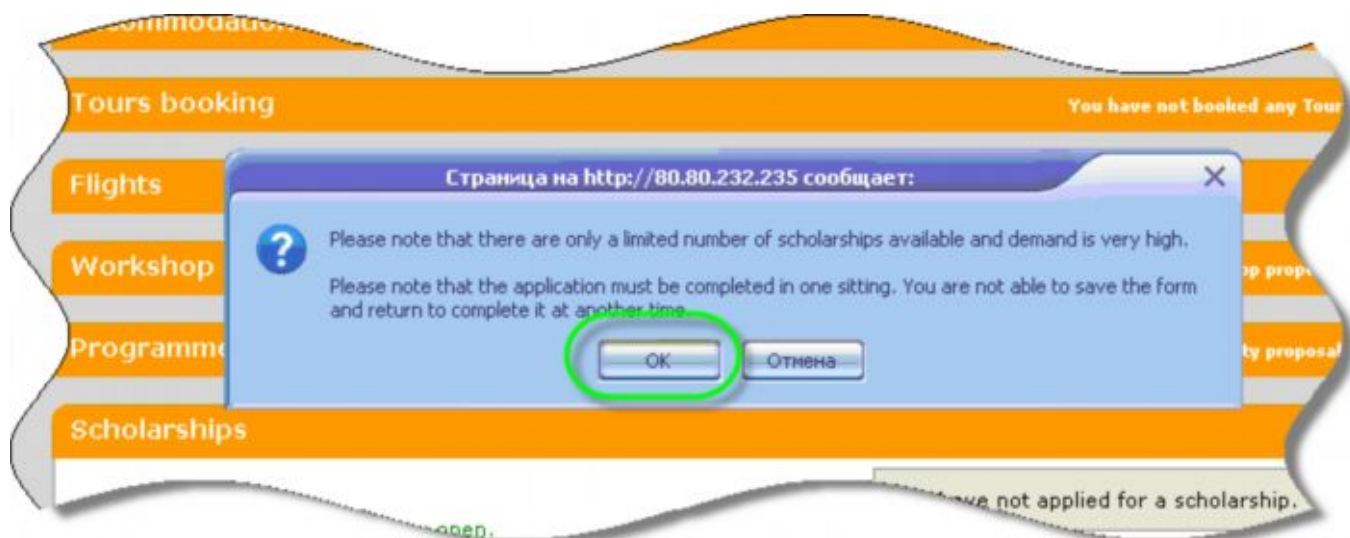 Tours booking
You have not booked any Tour
Flights
Страница на http://80.80.232.235 сообщает:
Please note that there are only a limited number of scholarships available and demand is very high.
Workshop
Please note that the application must be completed in one sitting. You are not able to save the form
and return to complete it at another time.
Programme
OK
Отмена
Scholarships
not applied for a scholarship.
open.